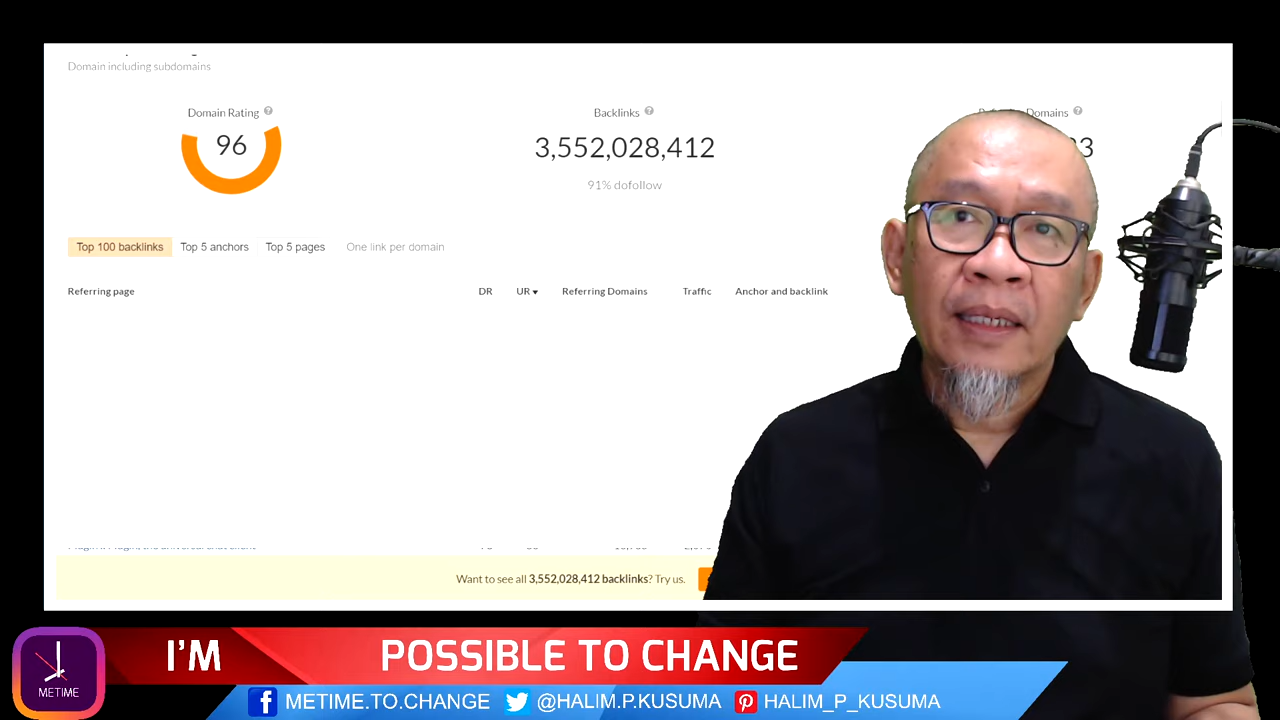 Domain including subdomains
Domain Rating
Backlinks
Domains
96
3,552,028,412
91% dofollow
Top 100 backlinks
Top 5 anchors
Top 5 pages
One link per domain
Referring page
DR
UR
Referring Domains
Traffic
Anchor and backlink
Want to see all 3,552,028,412 backlinks? Try us.
I'M POSSIBLE TO CHANGE
METIME
METIME.TO.CHANGE
@HALIM.P.KUSUMA
HALIM_P_KUSUMA